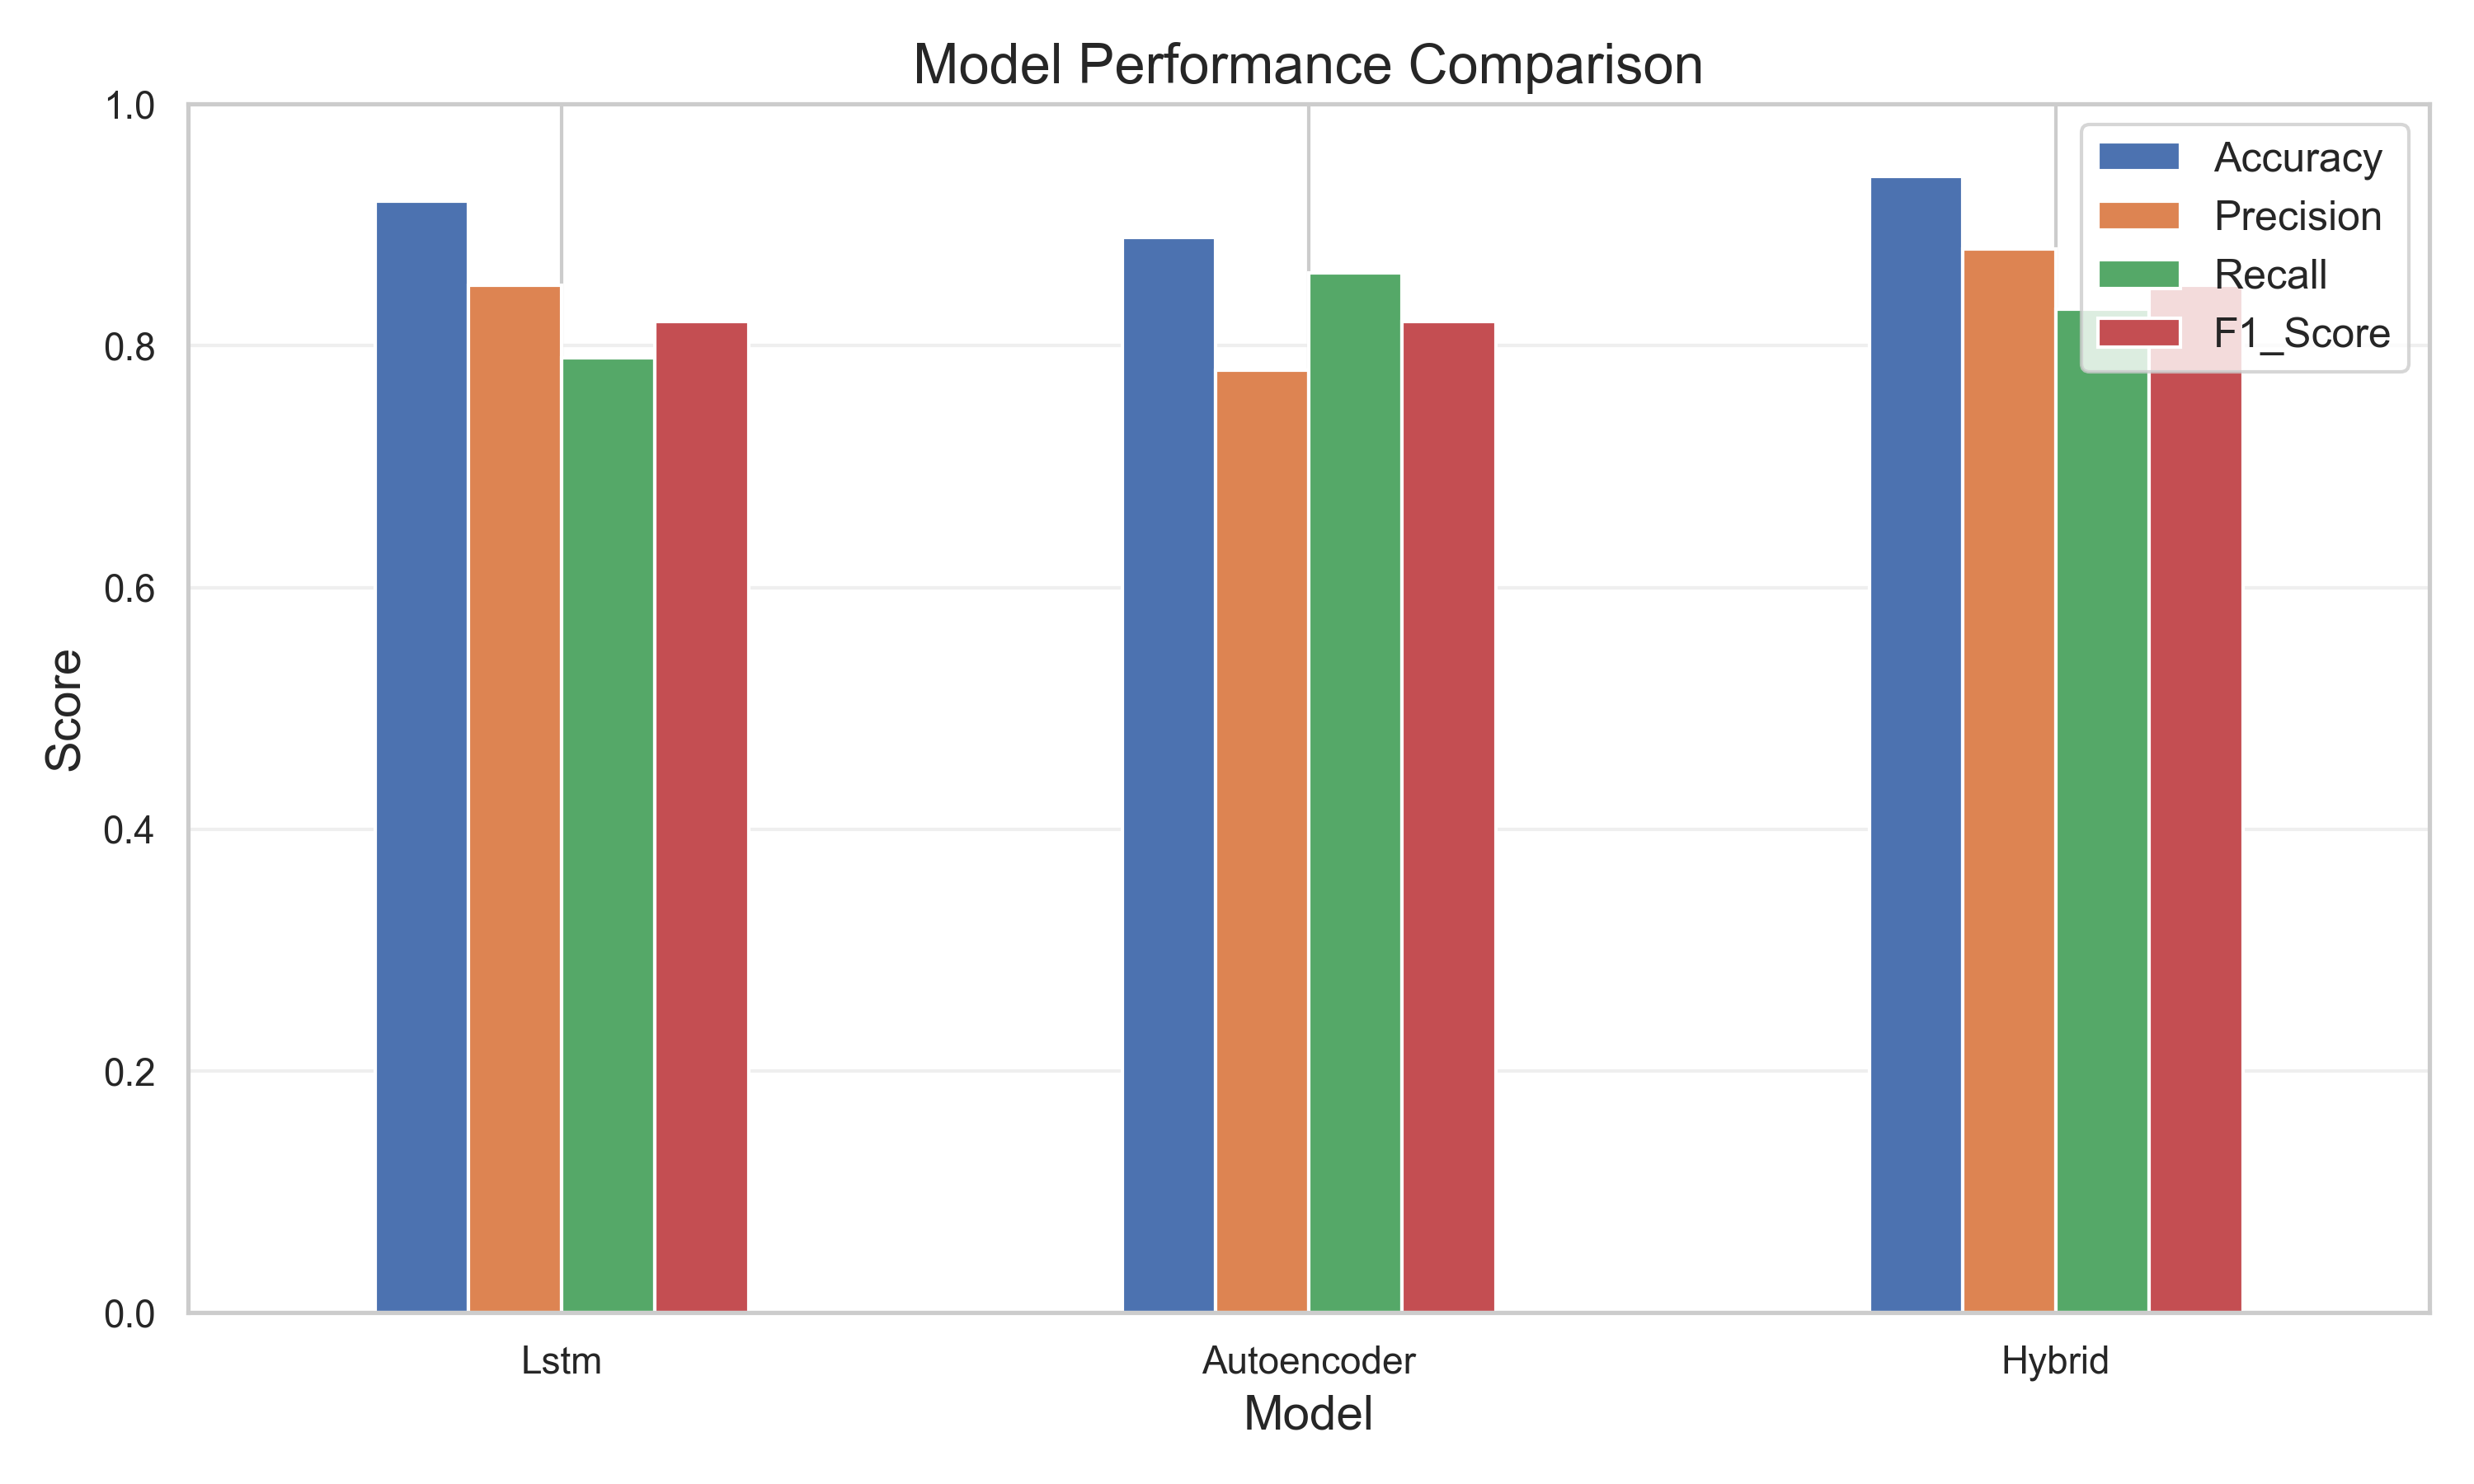 Model Performance Comparison
1.0
0.8
0.6
0.4
0.2
0.0
Score
Accuracy
Precision
Recall
F1_Score
Lstm
Autoencoder
Hybrid
Model